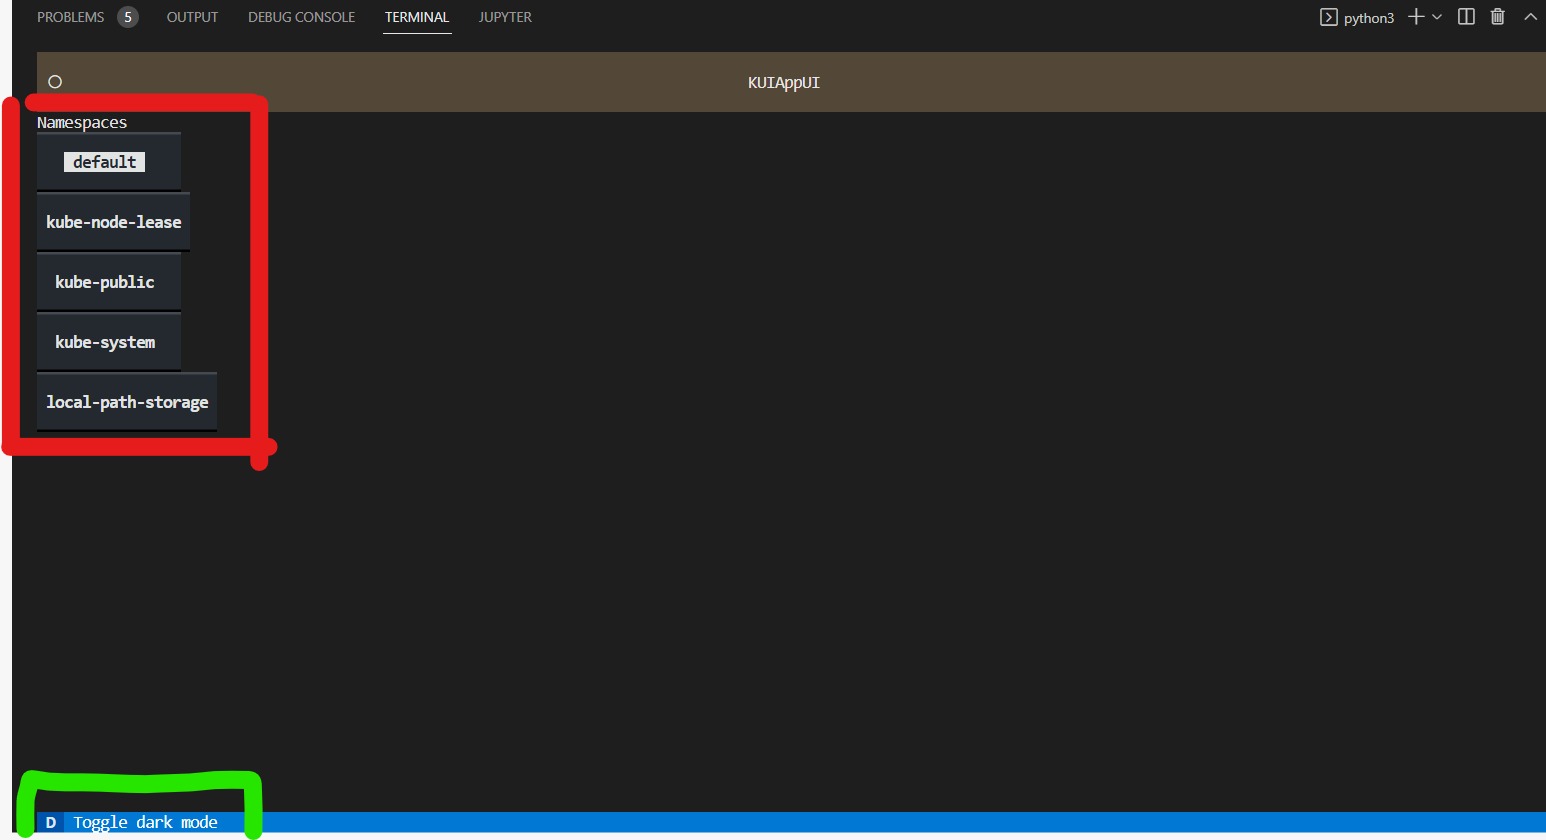 PROBLEMS 5 OUTPUT DEBUG CONSOLE TERMINAL JUPYTER python3
KUIAppUI
Namespaces
default
kube-node-lease
kube-public
kube-system
local-path-storage
D Toggle dark mode